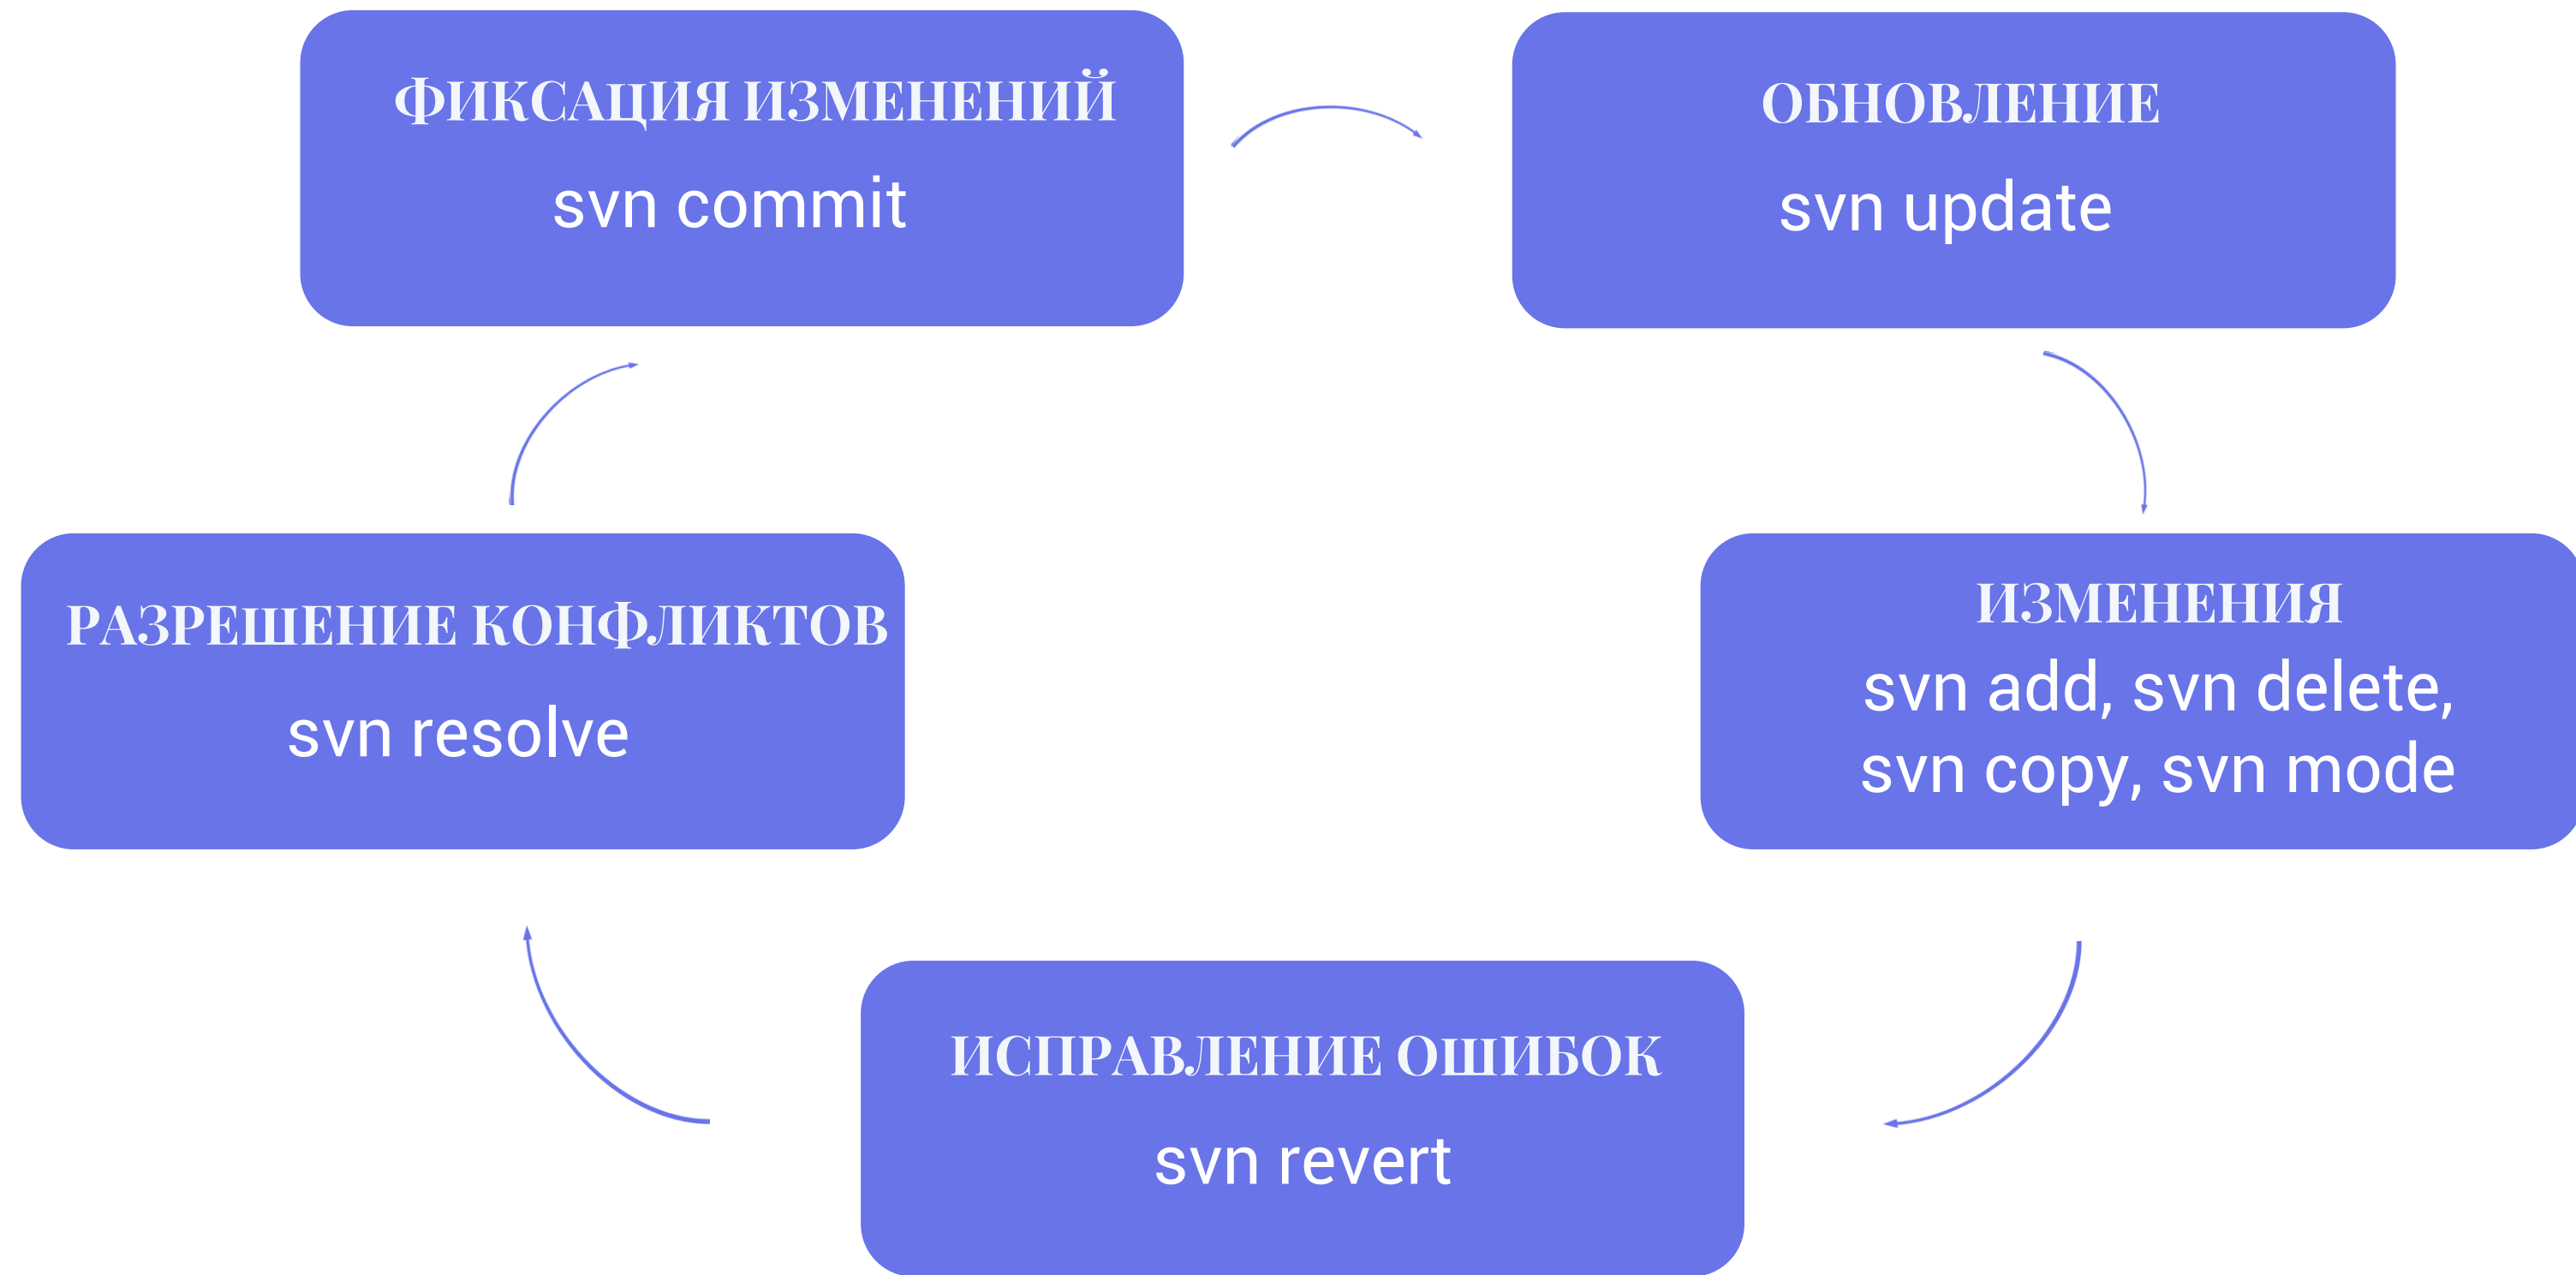 ФИКСАЦИЯ ИЗМЕНЕНИЙ
svn commit
ОБНОВЛЕНИЕ
svn update
РАЗРЕШЕНИЕ КОНФЛИКТОВ
svn resolve
ИЗМЕНЕНИЯ
svn add, svn delete,
svn copy, svn mode
ИСПРАВЛЕНИЕ ОШИБОК
svn revert